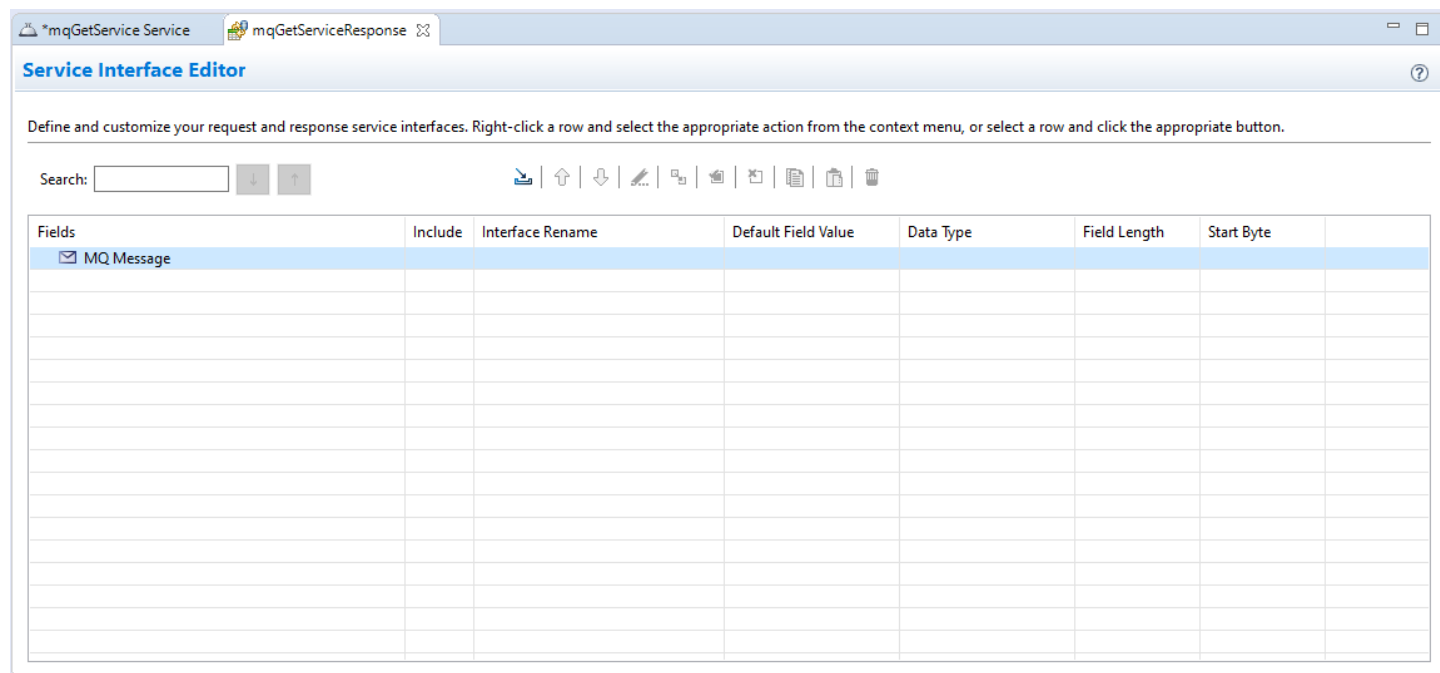 *mqGetService Service mqGetServiceResponse
Service Interface Editor
Define and customize your request and response service interfaces. Right-click a row and select the appropriate action from the context menu, or select a row and click the appropriate button.
Search:
Fields Include Interface Rename Default Field Value Data Type Field Length Start Byte
MQ Message